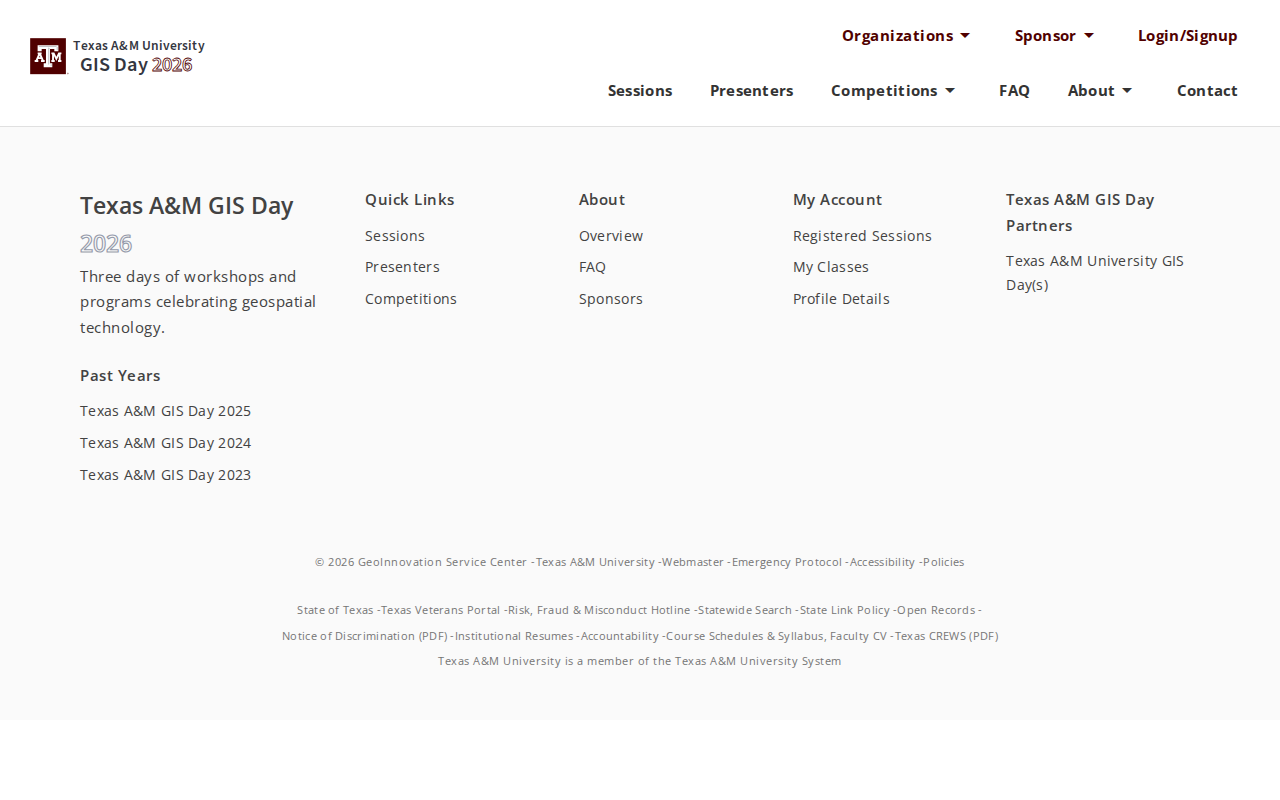 Organizations Sponsor Login/Signup
Texas A&M University
GIS Day 2026
Sessions Presenters Competitions FAQ About Contact
Texas A&M GIS Day
2026
Three days of workshops and
programs celebrating geospatial
technology.
Past Years
Texas A&M GIS Day 2025
Texas A&M GIS Day 2024
Texas A&M GIS Day 2023
Quick Links
Sessions
Presenters
Competitions
About
Overview
FAQ
Sponsors
My Account
Registered Sessions
My Classes
Profile Details
Texas A&M GIS Day
Partners
Texas A&M University GIS
Day(s)
© 2026 GeoInnovation Service Center -Texas A&M University -Webmaster -Emergency Protocol -Accessibility -Policies
State of Texas -Texas Veterans Portal -Risk, Fraud & Misconduct Hotline -Statewide Search -State Link Policy -Open Records -
Notice of Discrimination (PDF) -Institutional Resumes -Accountability -Course Schedules & Syllabus, Faculty CV -Texas CREWS (PDF)
Texas A&M University is a member of the Texas A&M University System